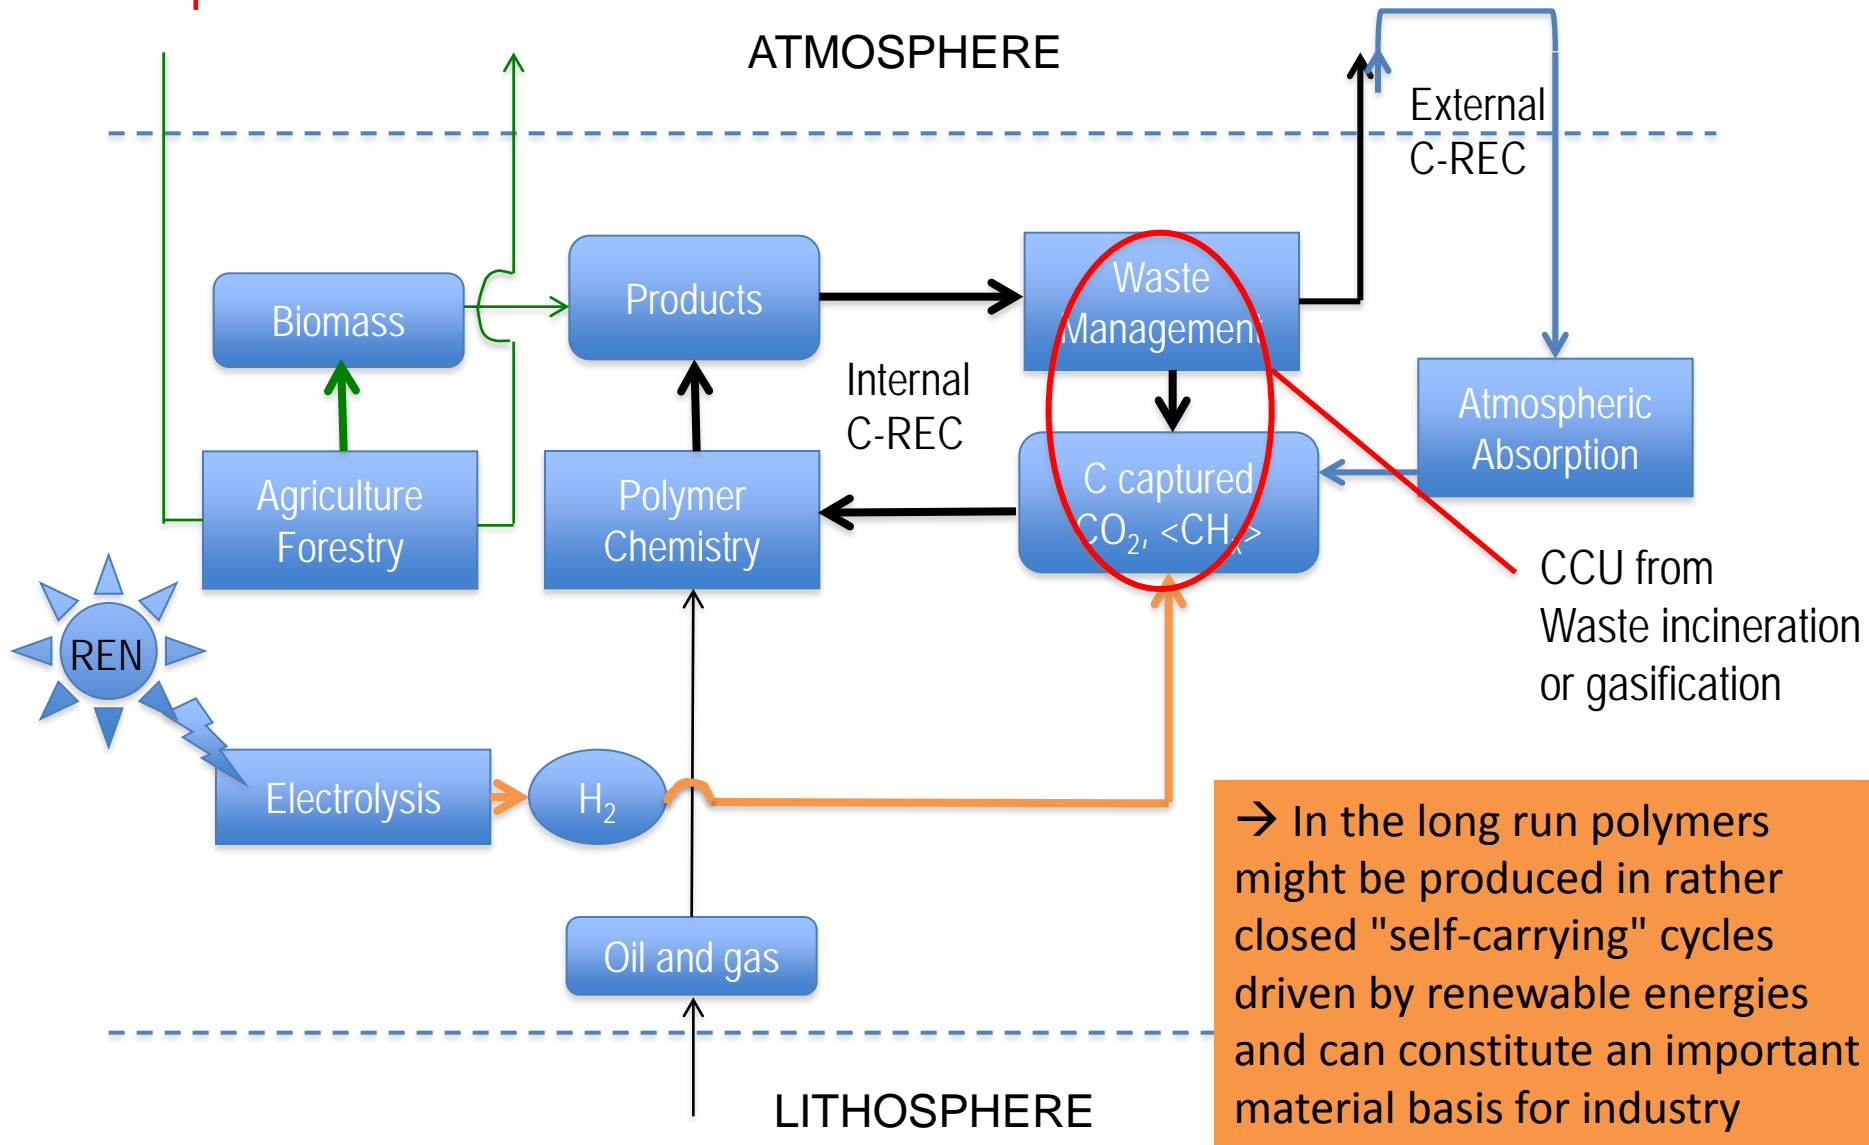 ATMOSPHERE
External
C-REC
Biomass
Products
Waste
Management
Internal
C-REC
Atmospheric
Absorption
Agriculture
Forestry
Polymer
Chemistry
C captured
CO₂, <CHₓ>
CCU from
Waste incineration
or gasification
REN
Electrolysis
H₂
Oil and gas
→ In the long run polymers
might be produced in rather
closed "self-carrying" cycles
driven by renewable energies
and can constitute an important
material basis for industry
LITHOSPHERE